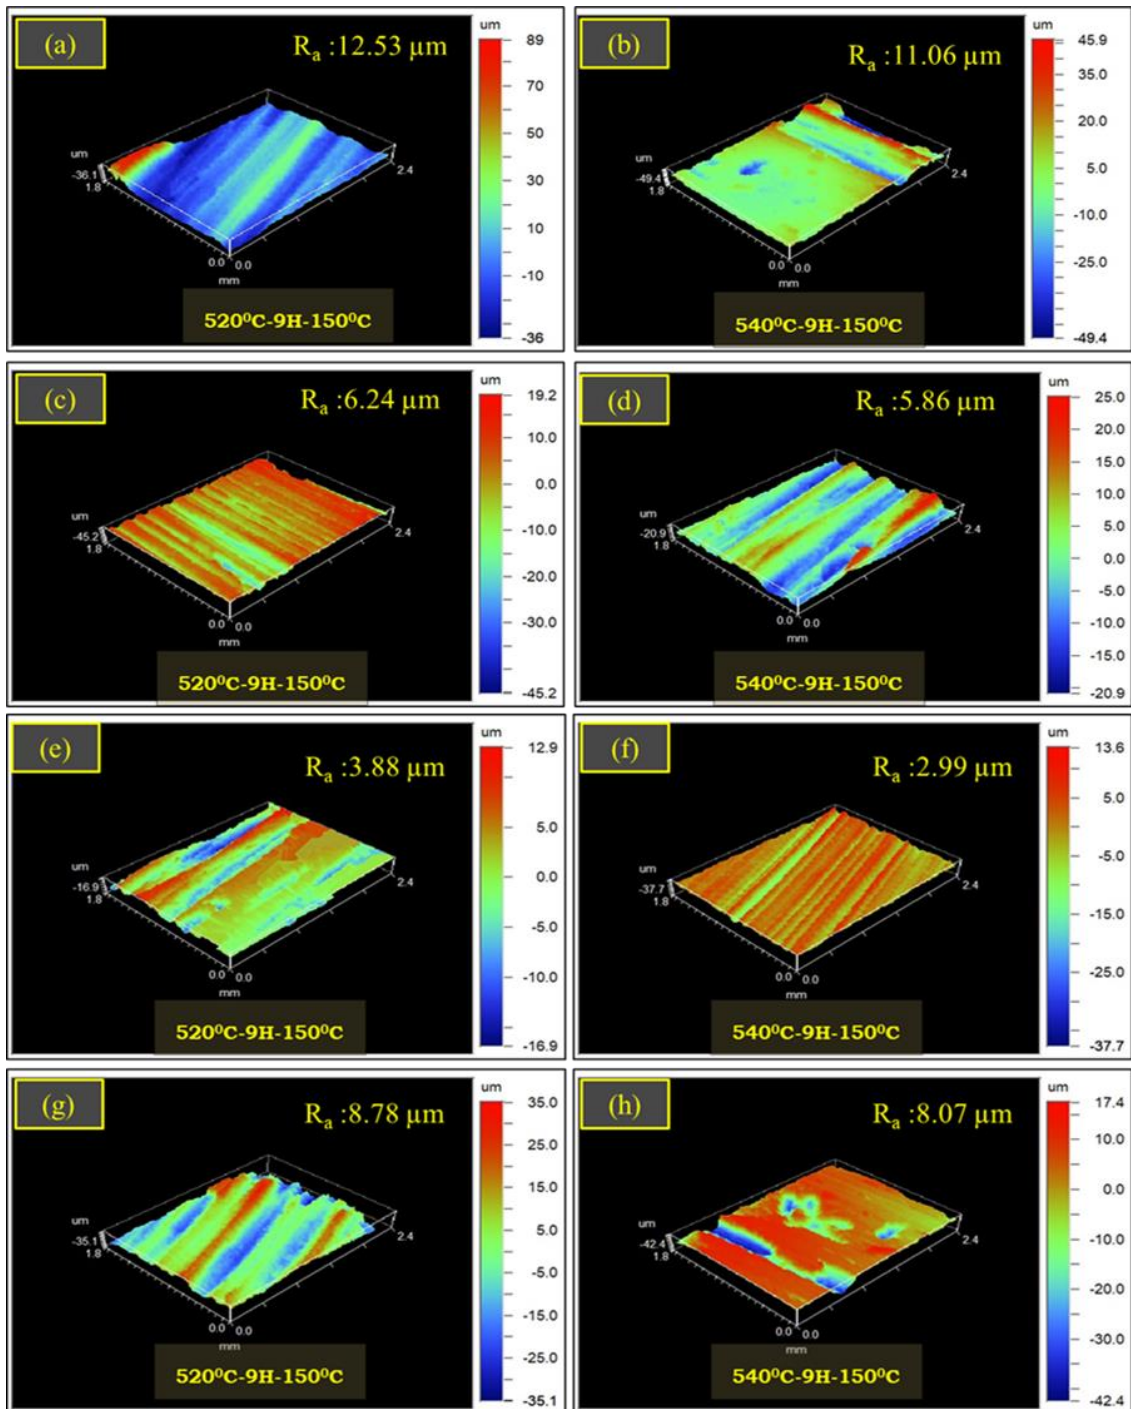 (a)
R_a :12.53 μm
um
89
70
50
30
10
-10
-36
um
-36.1
1.8
2.4
0.0
0.0
mm
520⁰C-9H-150⁰C
(b)
R_a :11.06 μm
um
45.9
35.0
20.0
5.0
-10.0
-25.0
-49.4
um
-49.4
1.8
2.4
0.0
0.0
mm
540⁰C-9H-150⁰C
(c)
R_a :6.24 μm
um
19.2
10.0
0.0
-10.0
-20.0
-30.0
-45.2
um
-45.2
1.8
2.4
0.0
0.0
mm
520⁰C-9H-150⁰C
(d)
R_a :5.86 μm
um
25.0
20.0
15.0
10.0
5.0
0.0
-5.0
-10.0
-15.0
-20.9
um
-20.9
1.8
2.4
0.0
0.0
mm
540⁰C-9H-150⁰C
(e)
R_a :3.88 μm
um
12.9
5.0
0.0
-5.0
-10.0
-16.9
um
-16.9
1.8
2.4
0.0
0.0
mm
520⁰C-9H-150⁰C
(f)
R_a :2.99 μm
um
13.6
5.0
-5.0
-15.0
-25.0
-37.7
um
-37.7
1.8
2.4
0.0
0.0
mm
540⁰C-9H-150⁰C
(g)
R_a :8.78 μm
um
35.0
25.0
15.0
5.0
-5.0
-15.0
-25.0
-35.1
um
-35.1
1.8
2.4
0.0
0.0
mm
520⁰C-9H-150⁰C
(h)
R_a :8.07 μm
um
17.4
10.0
0.0
-10.0
-20.0
-30.0
-42.4
um
-42.4
1.8
2.4
0.0
0.0
mm
540⁰C-9H-150⁰C